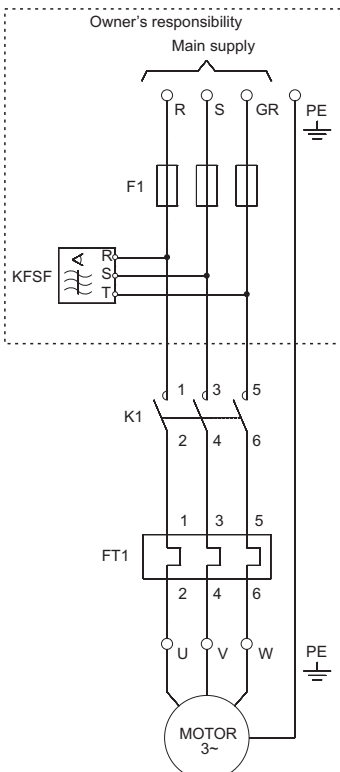 Owner's responsibility
Main supply
R S GR PE
F1
R
KFSF S
T
1 3 5
K1
2 4 6
1 3 5
FT1
2 4 6
U V W PE
MOTOR
3~